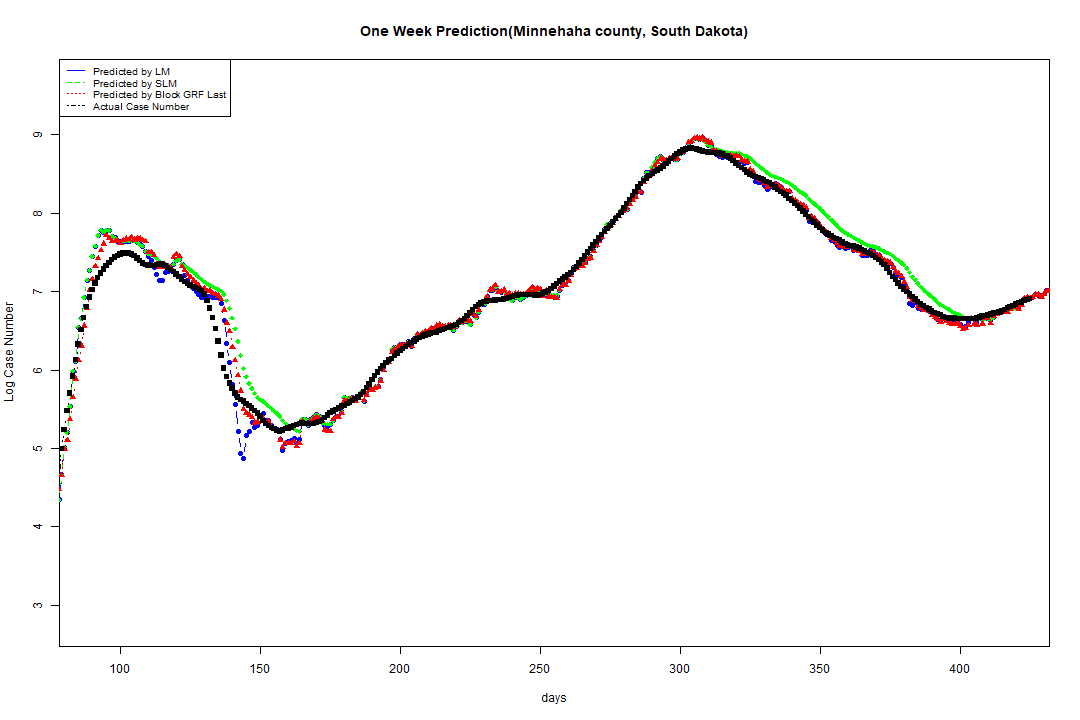 One Week Prediction(Minnehaha county, South Dakota)
Predicted by LM
Predicted by SLM
Predicted by Block GRF Last
Actual Case Number
Log Case Number
9
8
7
6
5
4
3
100 150 200 250 300 350 400
days